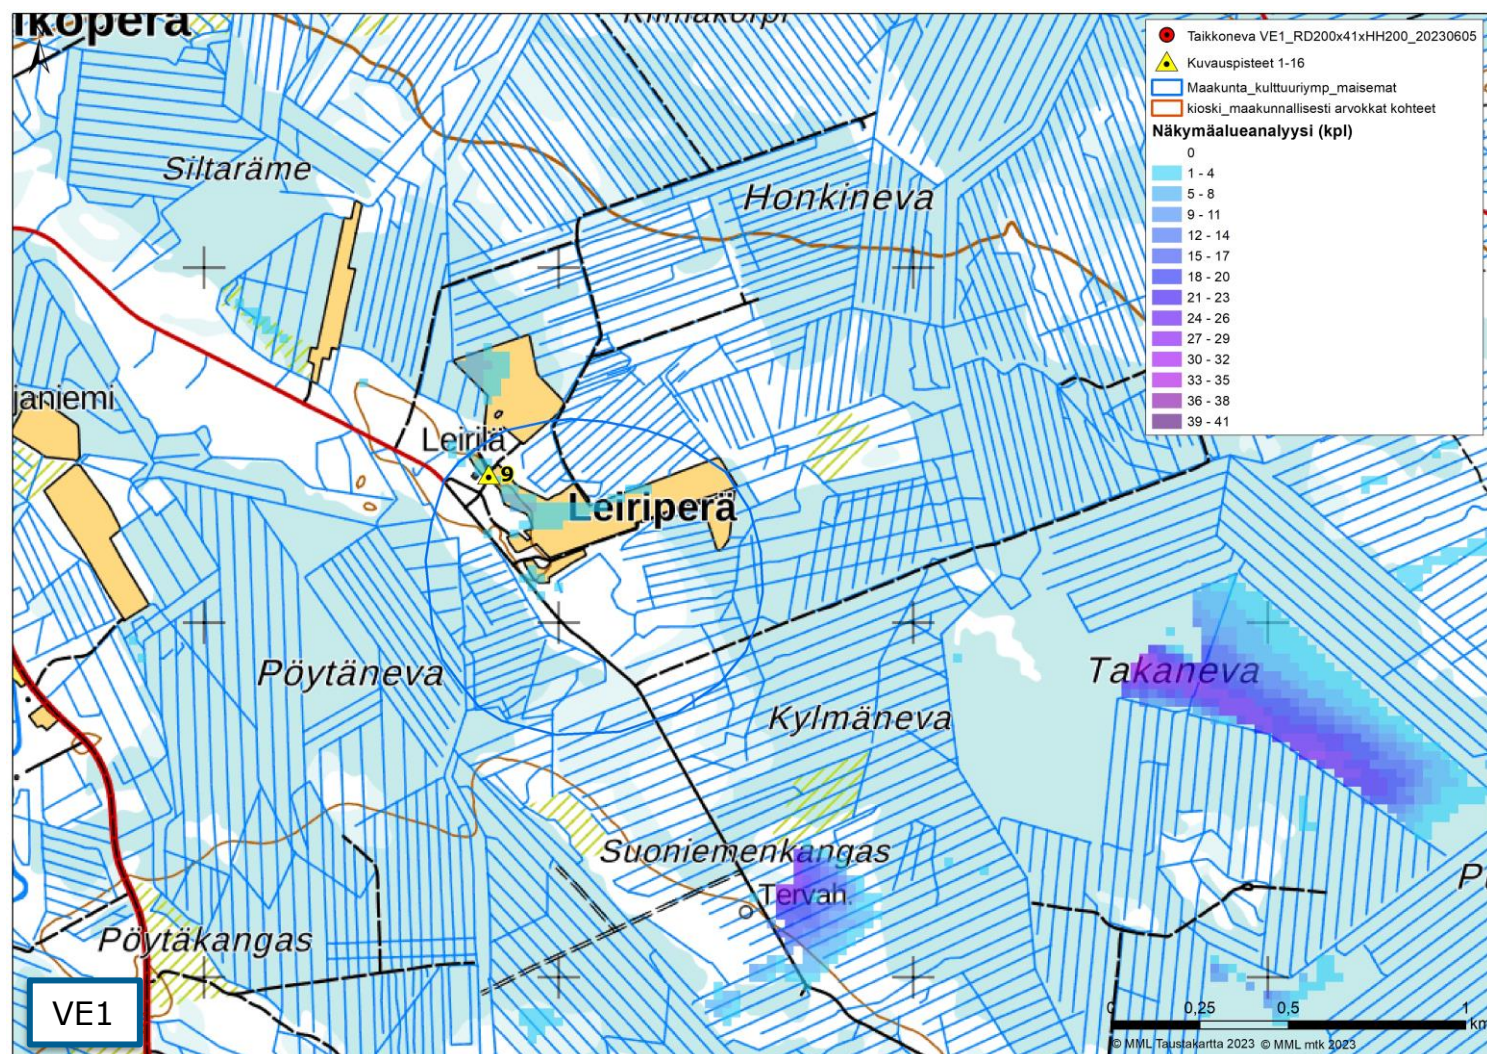 lkoperä
Kiimakorpi
Siltaräme
Honkineva
janiemi
Leirilä
9
Leiriperä
Pöytäneva
Takaneva
Kylmäneva
Suoniemenkangas
Tervah.
Pöytäkangas
VE1
Taikkoneva VE1_RD200x41xHH200_20230605
Kuvauspisteet 1-16
Maakunta_kulttuuriymp_maisemat
kioski_maakunnallisesti arvokkat kohteet
Näkymäalueanalyysi (kpl)
0
1 - 4
5 - 8
9 - 11
12 - 14
15 - 17
18 - 20
21 - 23
24 - 26
27 - 29
30 - 32
33 - 35
36 - 38
39 - 41
0 0,25 0,5 1
km
© MML Taustakartta 2023 © MML mtk 2023